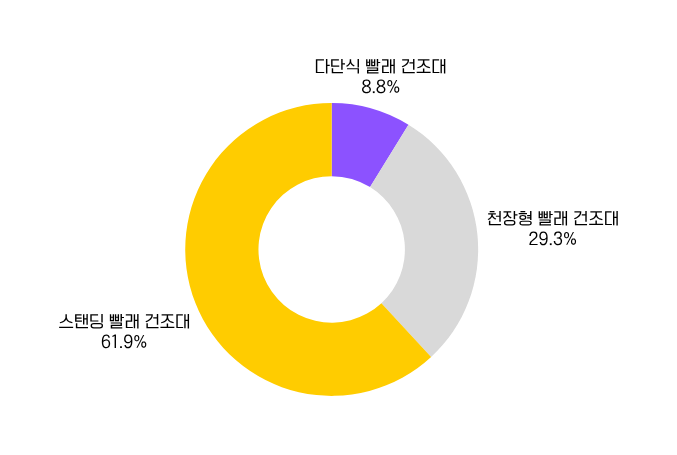 다단식 빨래 건조대
8.8%
천장형 빨래 건조대
29.3%
스탠딩 빨래 건조대
61.9%